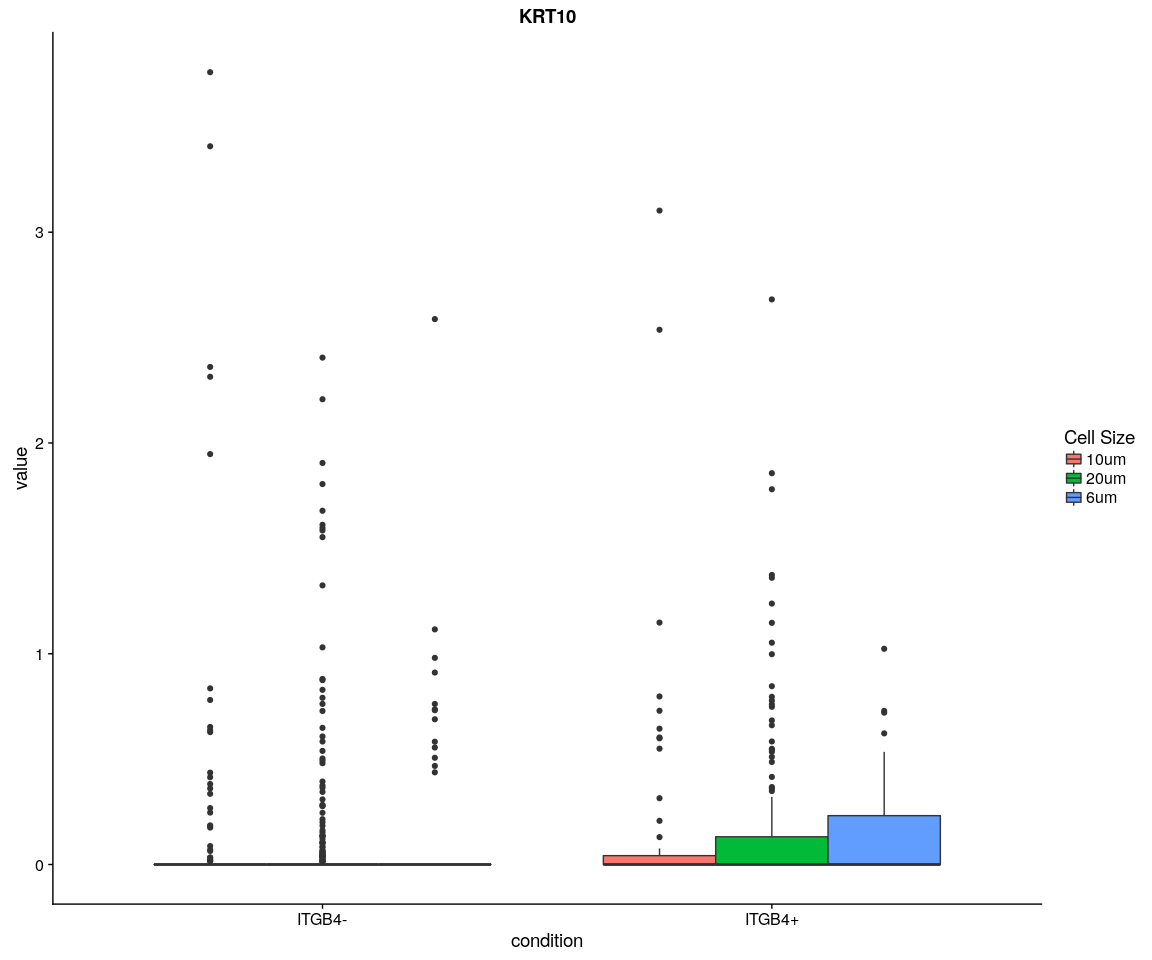 KRT10
value
3
2
1
0
ITGB4-
ITGB4+
condition
Cell Size
10um
20um
6um